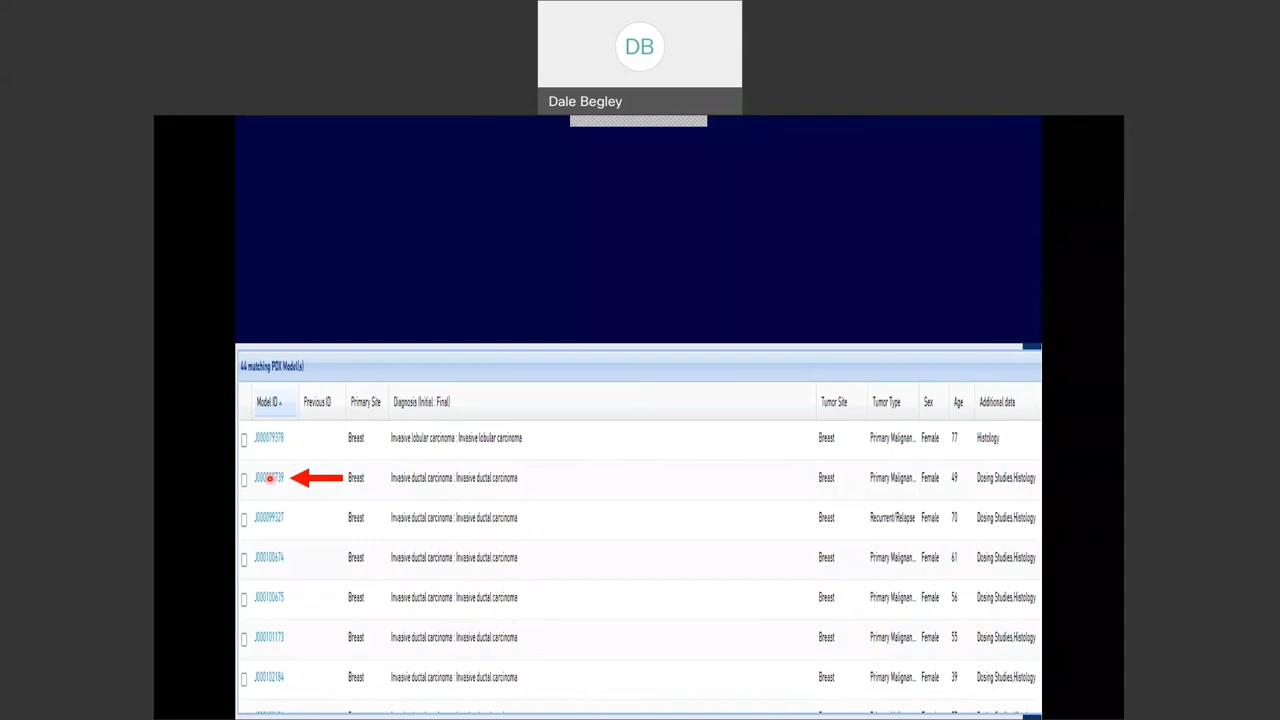 DB
Dale Begley
44 matching PDX Model(s)
Model ID Previous ID Primary Site Diagnosis (Initial : Final) Tumor Site Tumor Type Sex Age Additional data
J000079378 Breast Invasive lobular carcinoma : Invasive lobular carcinoma Breast Primary Malignan... Female 77 Histology
Breast Invasive ductal carcinoma : Invasive ductal carcinoma Breast Primary Malignan... Female 49 Dosing Studies,Histology
J000099327 Breast Invasive ductal carcinoma : Invasive ductal carcinoma Breast Recurrent/Relapse Female 70 Dosing Studies,Histology
J000100674 Breast Invasive ductal carcinoma : Invasive ductal carcinoma Breast Primary Malignan... Female 61 Dosing Studies,Histology
J000100675 Breast Invasive ductal carcinoma : Invasive ductal carcinoma Breast Primary Malignan... Female 56 Dosing Studies,Histology
J000101173 Breast Invasive ductal carcinoma : Invasive ductal carcinoma Breast Primary Malignan... Female 55 Dosing Studies,Histology
J000102184 Breast Invasive ductal carcinoma : Invasive ductal carcinoma Breast Primary Malignan... Female 39 Dosing Studies,Histology